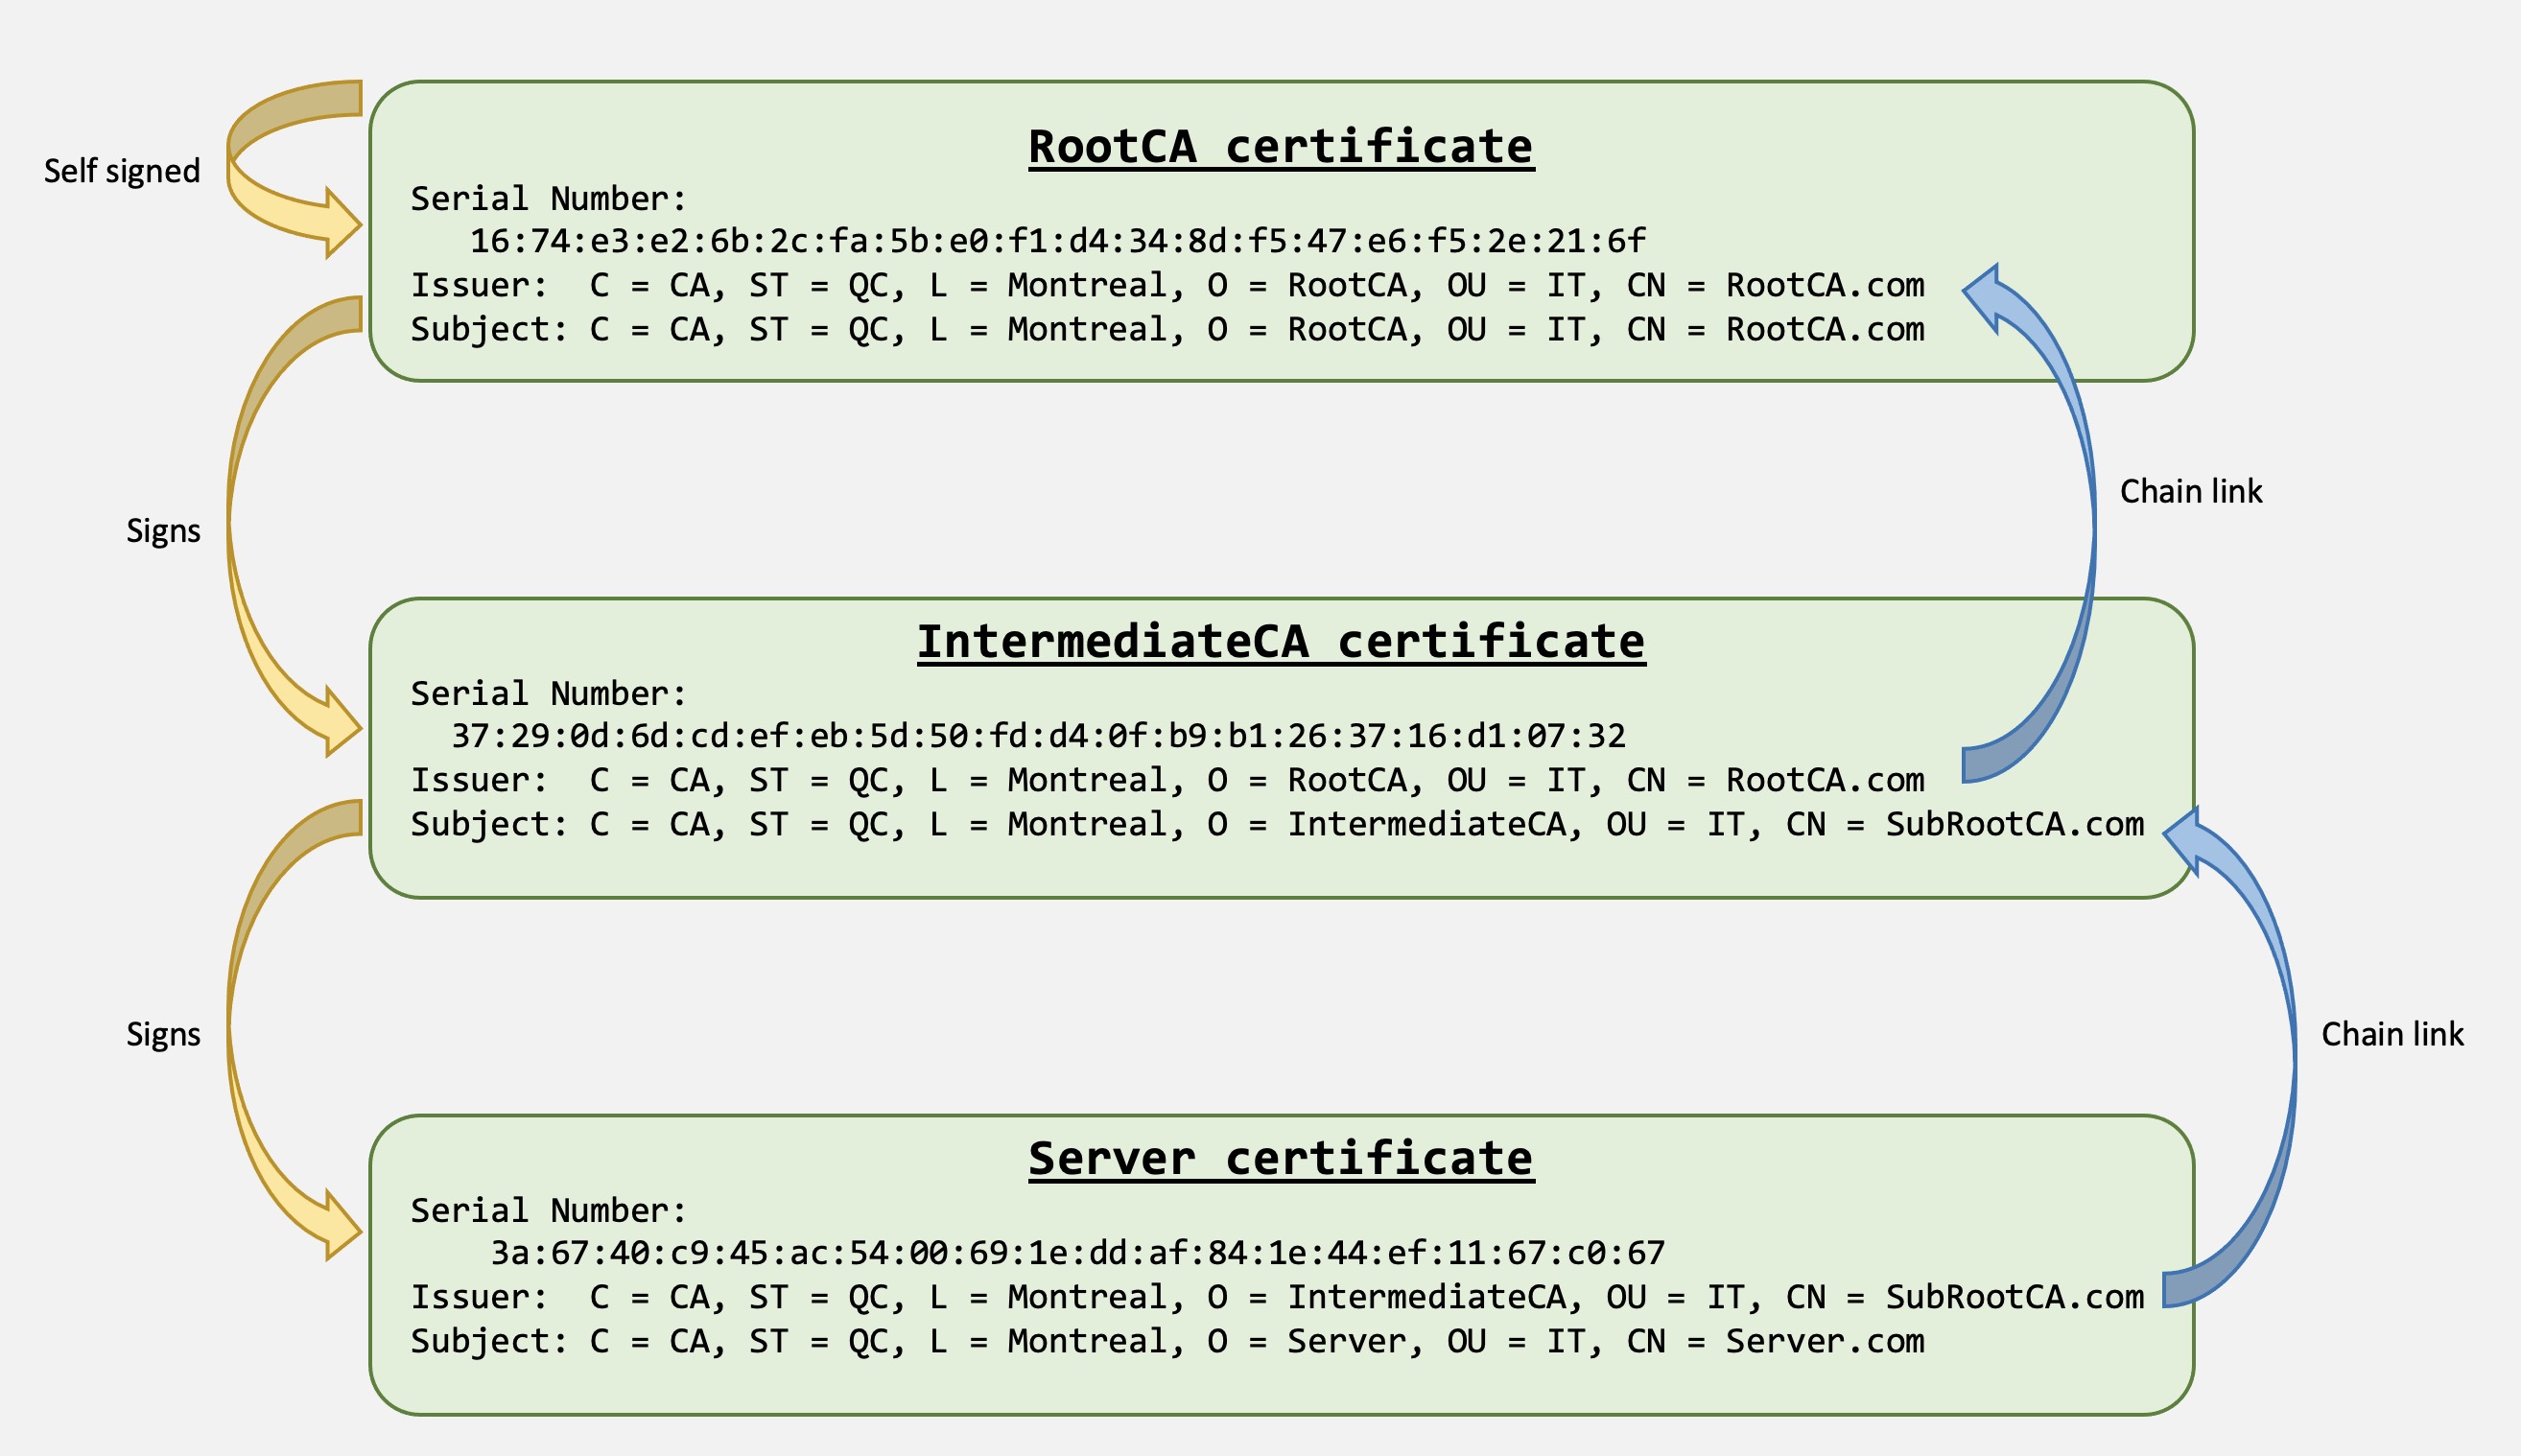 RootCA certificate
Self signed
Serial Number:
16:74:e3:e2:6b:2c:fa:5b:e0:f1:d4:34:8d:f5:47:e6:f5:2e:21:6f
Issuer:  C = CA, ST = QC, L = Montreal, O = RootCA, OU = IT, CN = RootCA.com
Subject: C = CA, ST = QC, L = Montreal, O = RootCA, OU = IT, CN = RootCA.com
Chain link
Signs
IntermediateCA certificate
Serial Number:
37:29:0d:6d:cd:ef:eb:5d:50:fd:d4:0f:b9:b1:26:37:16:d1:07:32
Issuer:  C = CA, ST = QC, L = Montreal, O = RootCA, OU = IT, CN = RootCA.com
Subject: C = CA, ST = QC, L = Montreal, O = IntermediateCA, OU = IT, CN = SubRootCA.com
Signs
Chain link
Server certificate
Serial Number:
3a:67:40:c9:45:ac:54:00:69:1e:dd:af:84:1e:44:ef:11:67:c0:67
Issuer:  C = CA, ST = QC, L = Montreal, O = IntermediateCA, OU = IT, CN = SubRootCA.com
Subject: C = CA, ST = QC, L = Montreal, O = Server, OU = IT, CN = Server.com